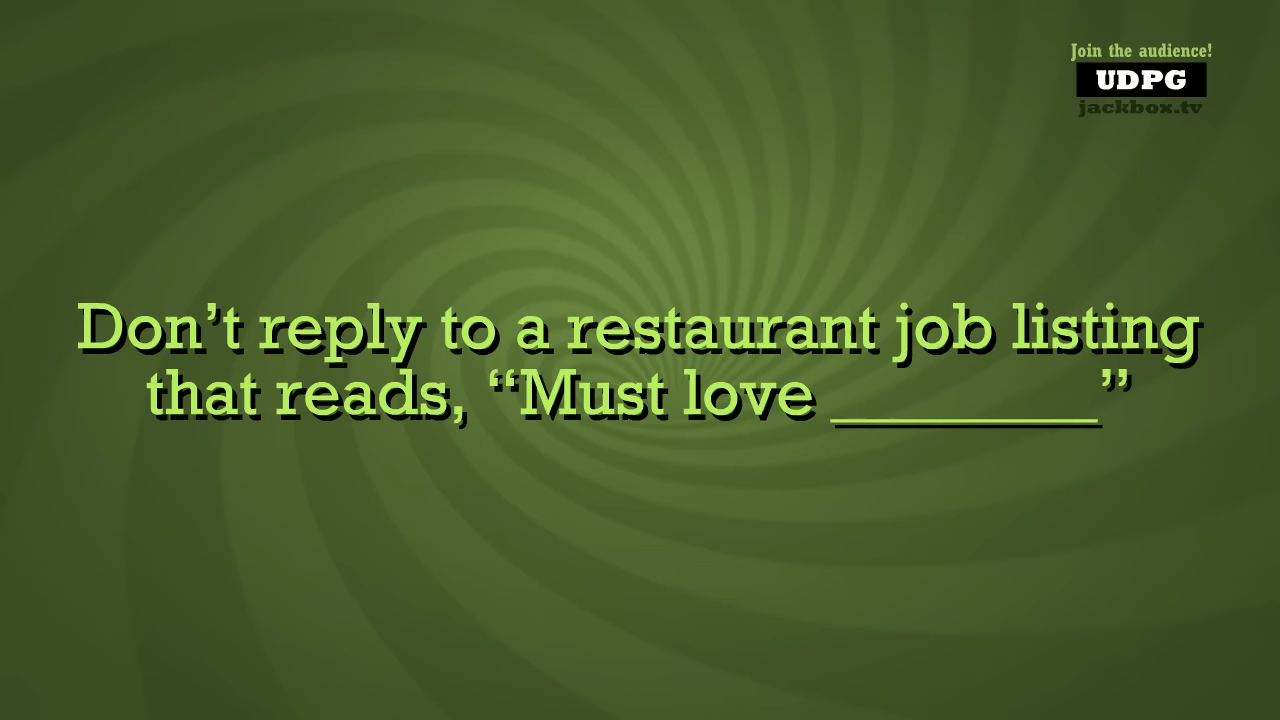 Join the audience!
UDPG
jackbox.tv
Don’t reply to a restaurant job listing
that reads, “Must love ________”